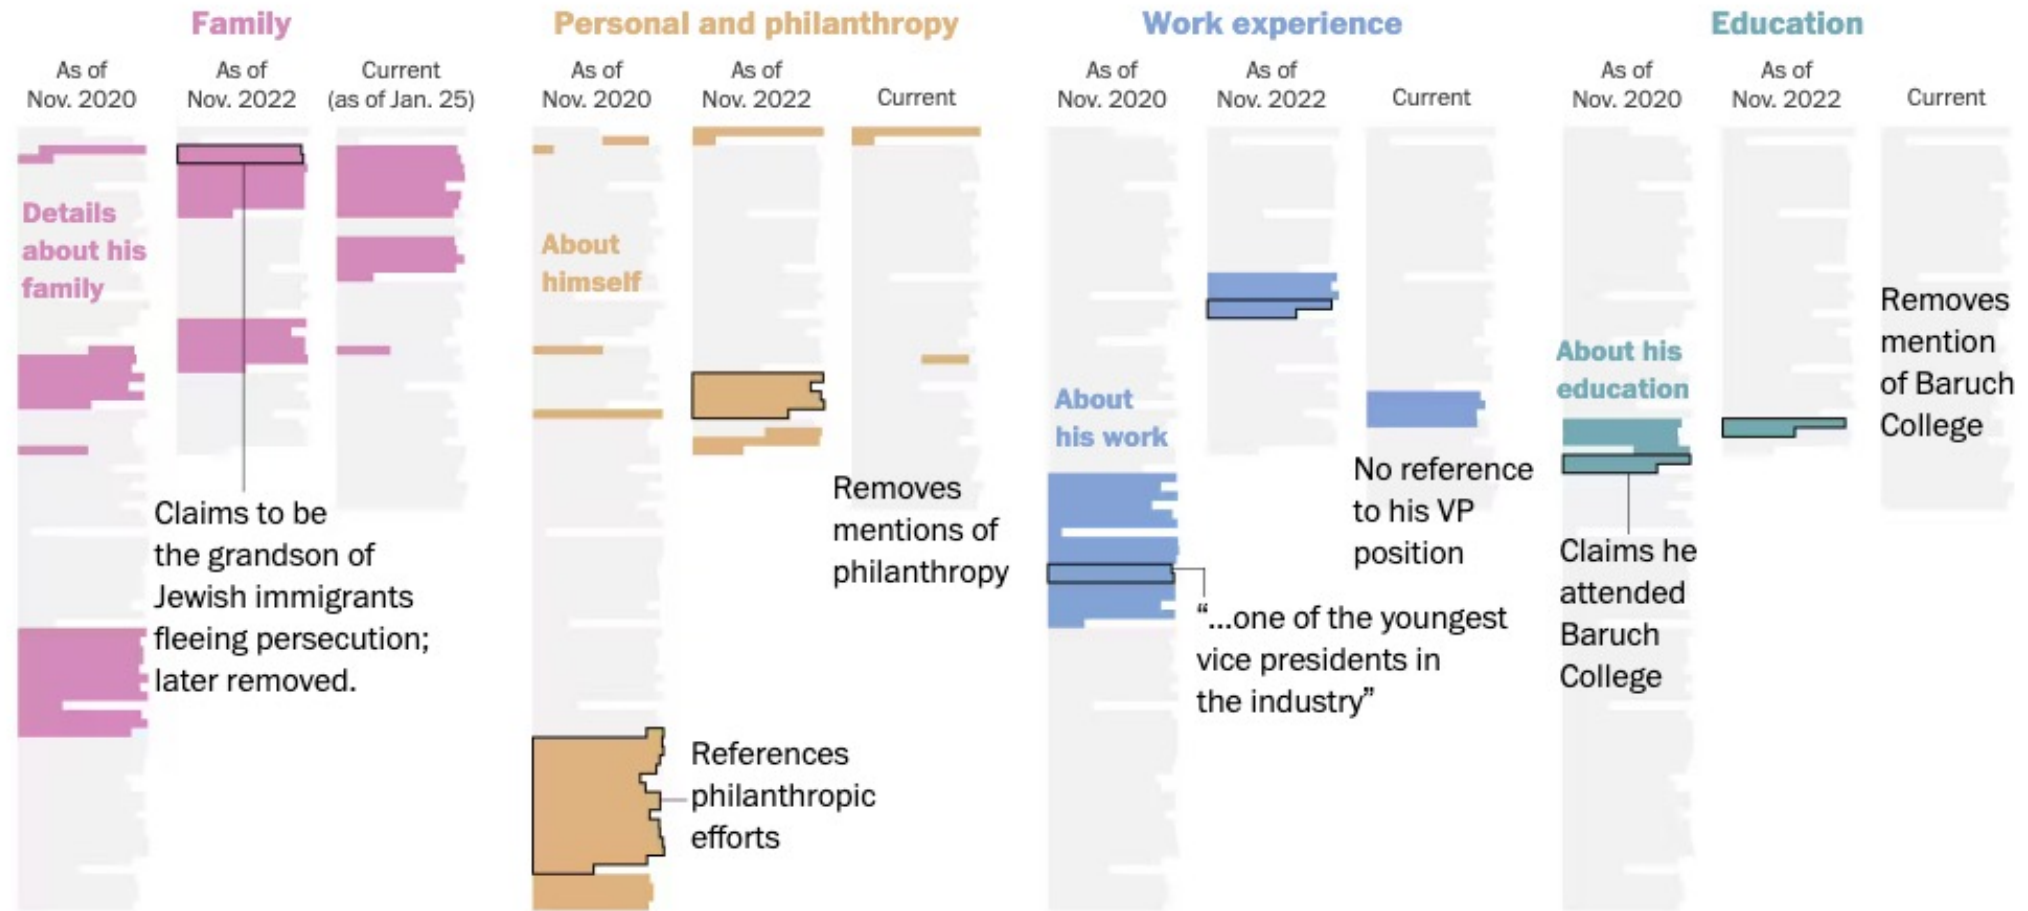 Family
As of
Nov. 2020
As of
Nov. 2022
Current
(as of Jan. 25)
Details
about his
family
Claims to be
the grandson of
Jewish immigrants
fleeing persecution;
later removed.
Personal and philanthropy
As of
Nov. 2020
As of
Nov. 2022
Current
About
himself
References
philanthropic
efforts
Removes
mentions of
philanthropy
Work experience
As of
Nov. 2020
As of
Nov. 2022
Current
About
his work
“...one of the youngest
vice presidents in
the industry”
No reference
to his VP
position
Education
As of
Nov. 2020
As of
Nov. 2022
Current
About his
education
Claims he
attended
Baruch
College
Removes
mention
of Baruch
College